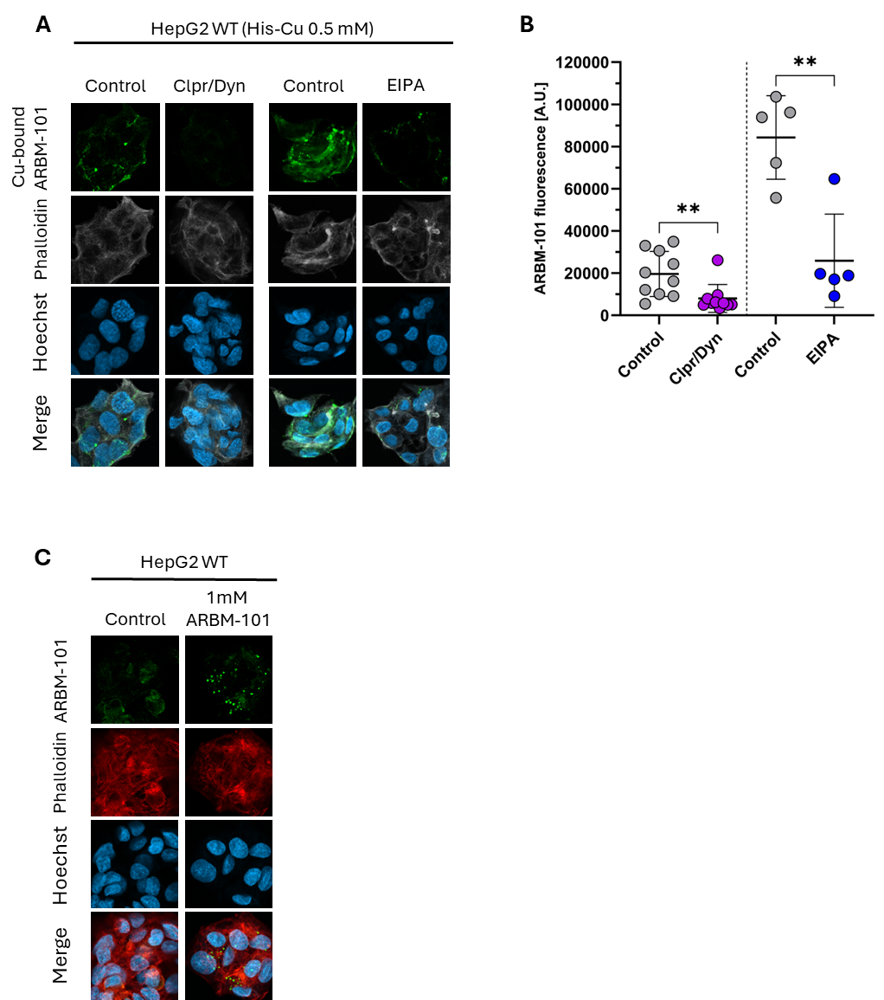 A
HepG2 WT (His-Cu 0.5 mM)
Control
Clpr/Dyn
Control
EIPA
Cu-bound
ARBM-101
Phalloidin
Hoechst
Merge
B
ARBM-101 fluorescence [A.U.]
120000
100000
80000
60000
40000
20000
0
**
**
Control
Clpr/Dyn
Control
EIPA
C
HepG2 WT
Control
1mM
ARBM-101
ARBM-101
Phalloidin
Hoechst
Merge